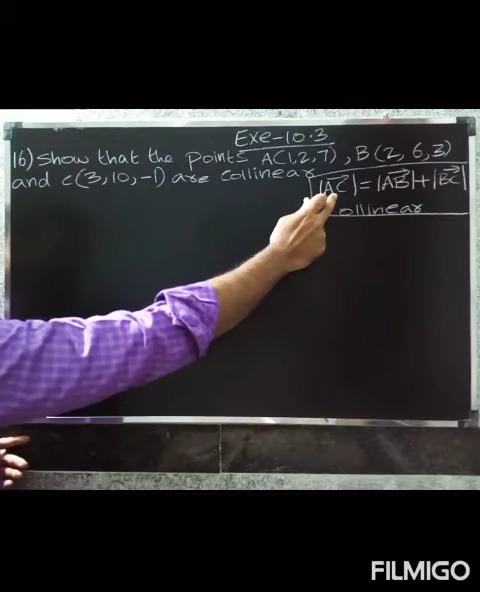 Exe-10.3
16) Show that the points A(1,2,7), B(2, 6,3)
and c(3,10,-1) are collinear
|AC| = |AB| + |BC|
ollinear
FILMIGO